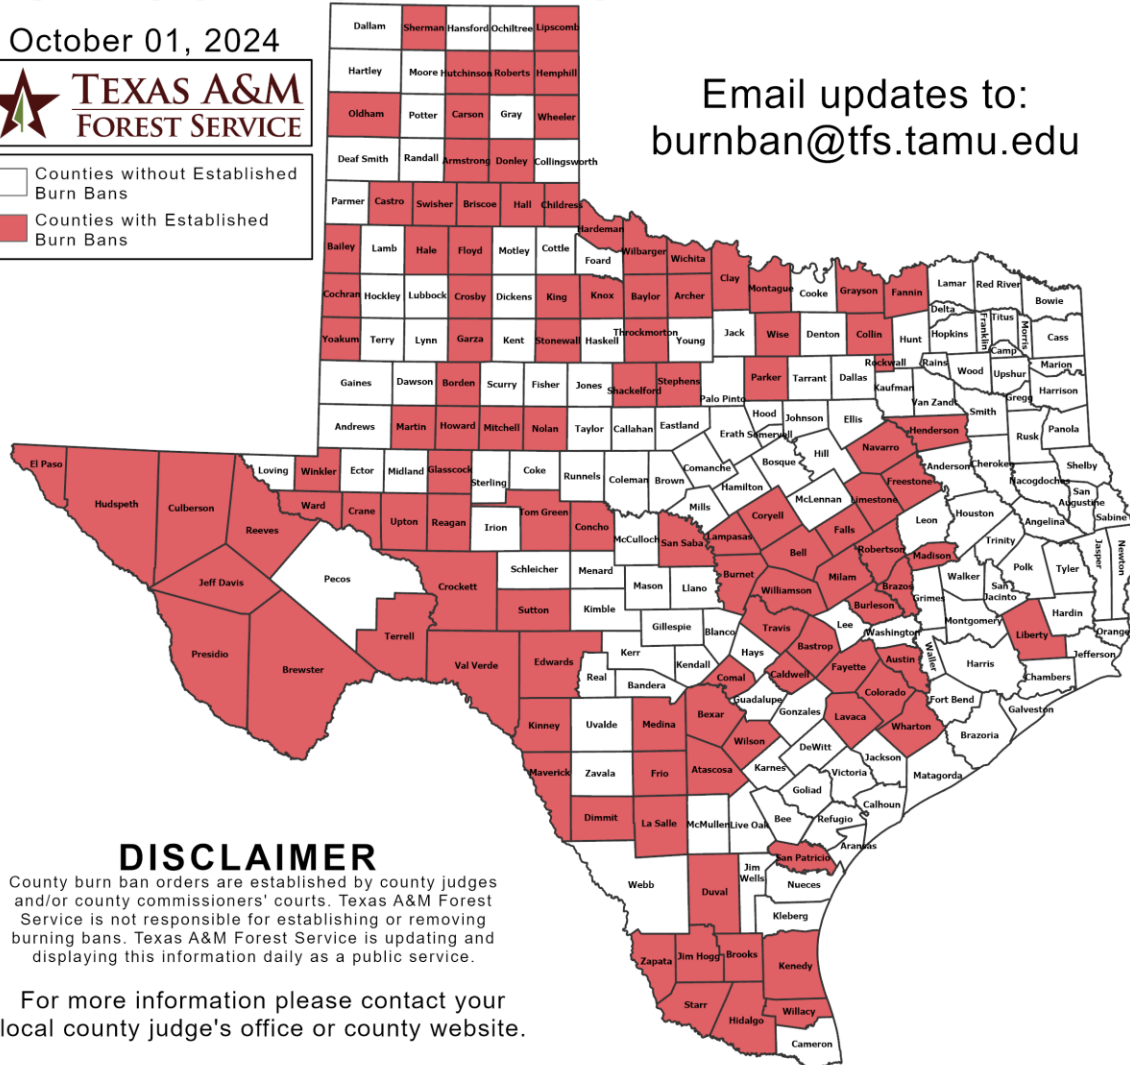 October 01, 2024
TEXAS A&M
FOREST SERVICE
Counties without Established
Burn Bans
Counties with Established
Burn Bans
Email updates to:
burnban@tfs.tamu.edu
Dallam Sherman Hansford Ochiltree Lipscomb
Hartley Moore Hutchinson Roberts Hemphill
Oldham Potter Carson Gray Wheeler
Deaf Smith Randall Armstrong Donley Collingsworth
Parmer Castro Swisher Briscoe Hall Childress
Hardeman
Bailey Lamb Hale Floyd Motley Cottle Foard Wilbarger Wichita
Clay Montague Cooke Grayson Fannin Lamar Red River Bowie
Cochran Hockley Lubbock Crosby Dickens King Knox Baylor Archer
Delta Titus Franklin Morris
Yoakum Terry Lynn Garza Kent Stonewall Haskell Throckmorton Young Jack Wise Denton Collin Hunt Hopkins Camp Cass
Rockwall Rains Wood Upshur Marion
Gaines Dawson Borden Scurry Fisher Jones Shackelford Stephens Palo Pinto Parker Tarrant Dallas Kaufman Van Zandt Smith Gregg Harrison
Andrews Martin Howard Mitchell Nolan Taylor Callahan Eastland Erath Hood Somervell Johnson Ellis Henderson Rusk Panola
El Paso Hudspeth Culberson Reeves Loving Winkler Ector Midland Glasscock Sterling Coke Runnels Coleman Brown Comanche Hamilton Bosque Hill Navarro Freestone Anderson Cherokee Nacogdoches Shelby
San
Augustine
Sabine
Ward Crane Upton Reagan Irion Tom Green Concho McCulloch San Saba Mills Lampasas Coryell McLennan Limestone Falls Leon Houston Angelina Trinity
Jasper
Newton
Jeff Davis Pecos Crockett Schleicher Menard Mason Llano Burnet Bell Williamson Milam Robertson Brazos Madison Walker Grimes Polk Tyler
San
Jacinto
Presidio Brewster Terrell Val Verde Sutton Kimble Gillespie Blanco Travis Lee Burleson Washington Montgomery Liberty Hardin Orange
Edwards Real Kerr Kendall Bandera Hays Comal Caldwell Bastrop Fayette Austin Waller Harris Chambers Jefferson
Kinney Uvalde Medina Bexar Guadalupe Wilson Gonzales Lavaca Colorado Wharton Fort Bend Galveston Brazoria
Maverick Zavala Frio Atascosa Karnes DeWitt Victoria Jackson Matagorda
Dimmit La Salle McMullen Live Oak Bee Goliad Refugio Calhoun Aransas
Webb Duval
Jim
Wells
San Patricio
Nueces
Kleberg
Zapata Jim Hogg Brooks Kenedy
Starr Hidalgo Willacy
Cameron
DISCLAIMER
County burn ban orders are established by county judges
and/or county commissioners' courts. Texas A&M Forest
Service is not responsible for establishing or removing
burning bans. Texas A&M Forest Service is updating and
displaying this information daily as a public service.
For more information please contact your
local county judge's office or county website.